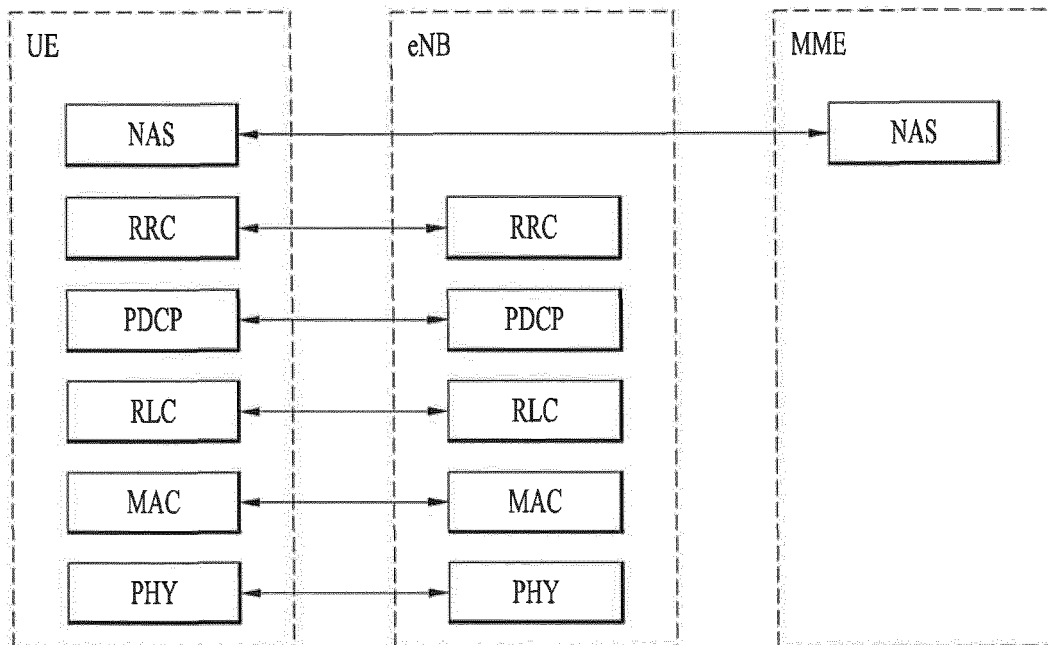 UE eNB MME
NAS NAS
RRC RRC
PDCP PDCP
RLC RLC
MAC MAC
PHY PHY